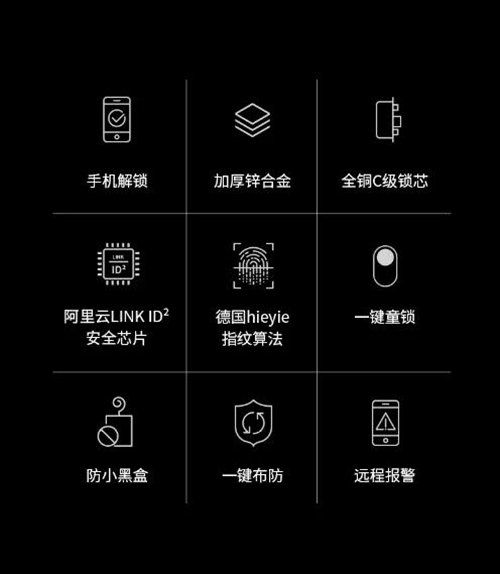 手机解锁
加厚锌合金
全铜C级锁芯
LINK
ID²
阿里云LINK ID²
安全芯片
德国hieyie
指纹算法
一键童锁
防小黑盒
一键布防
远程报警